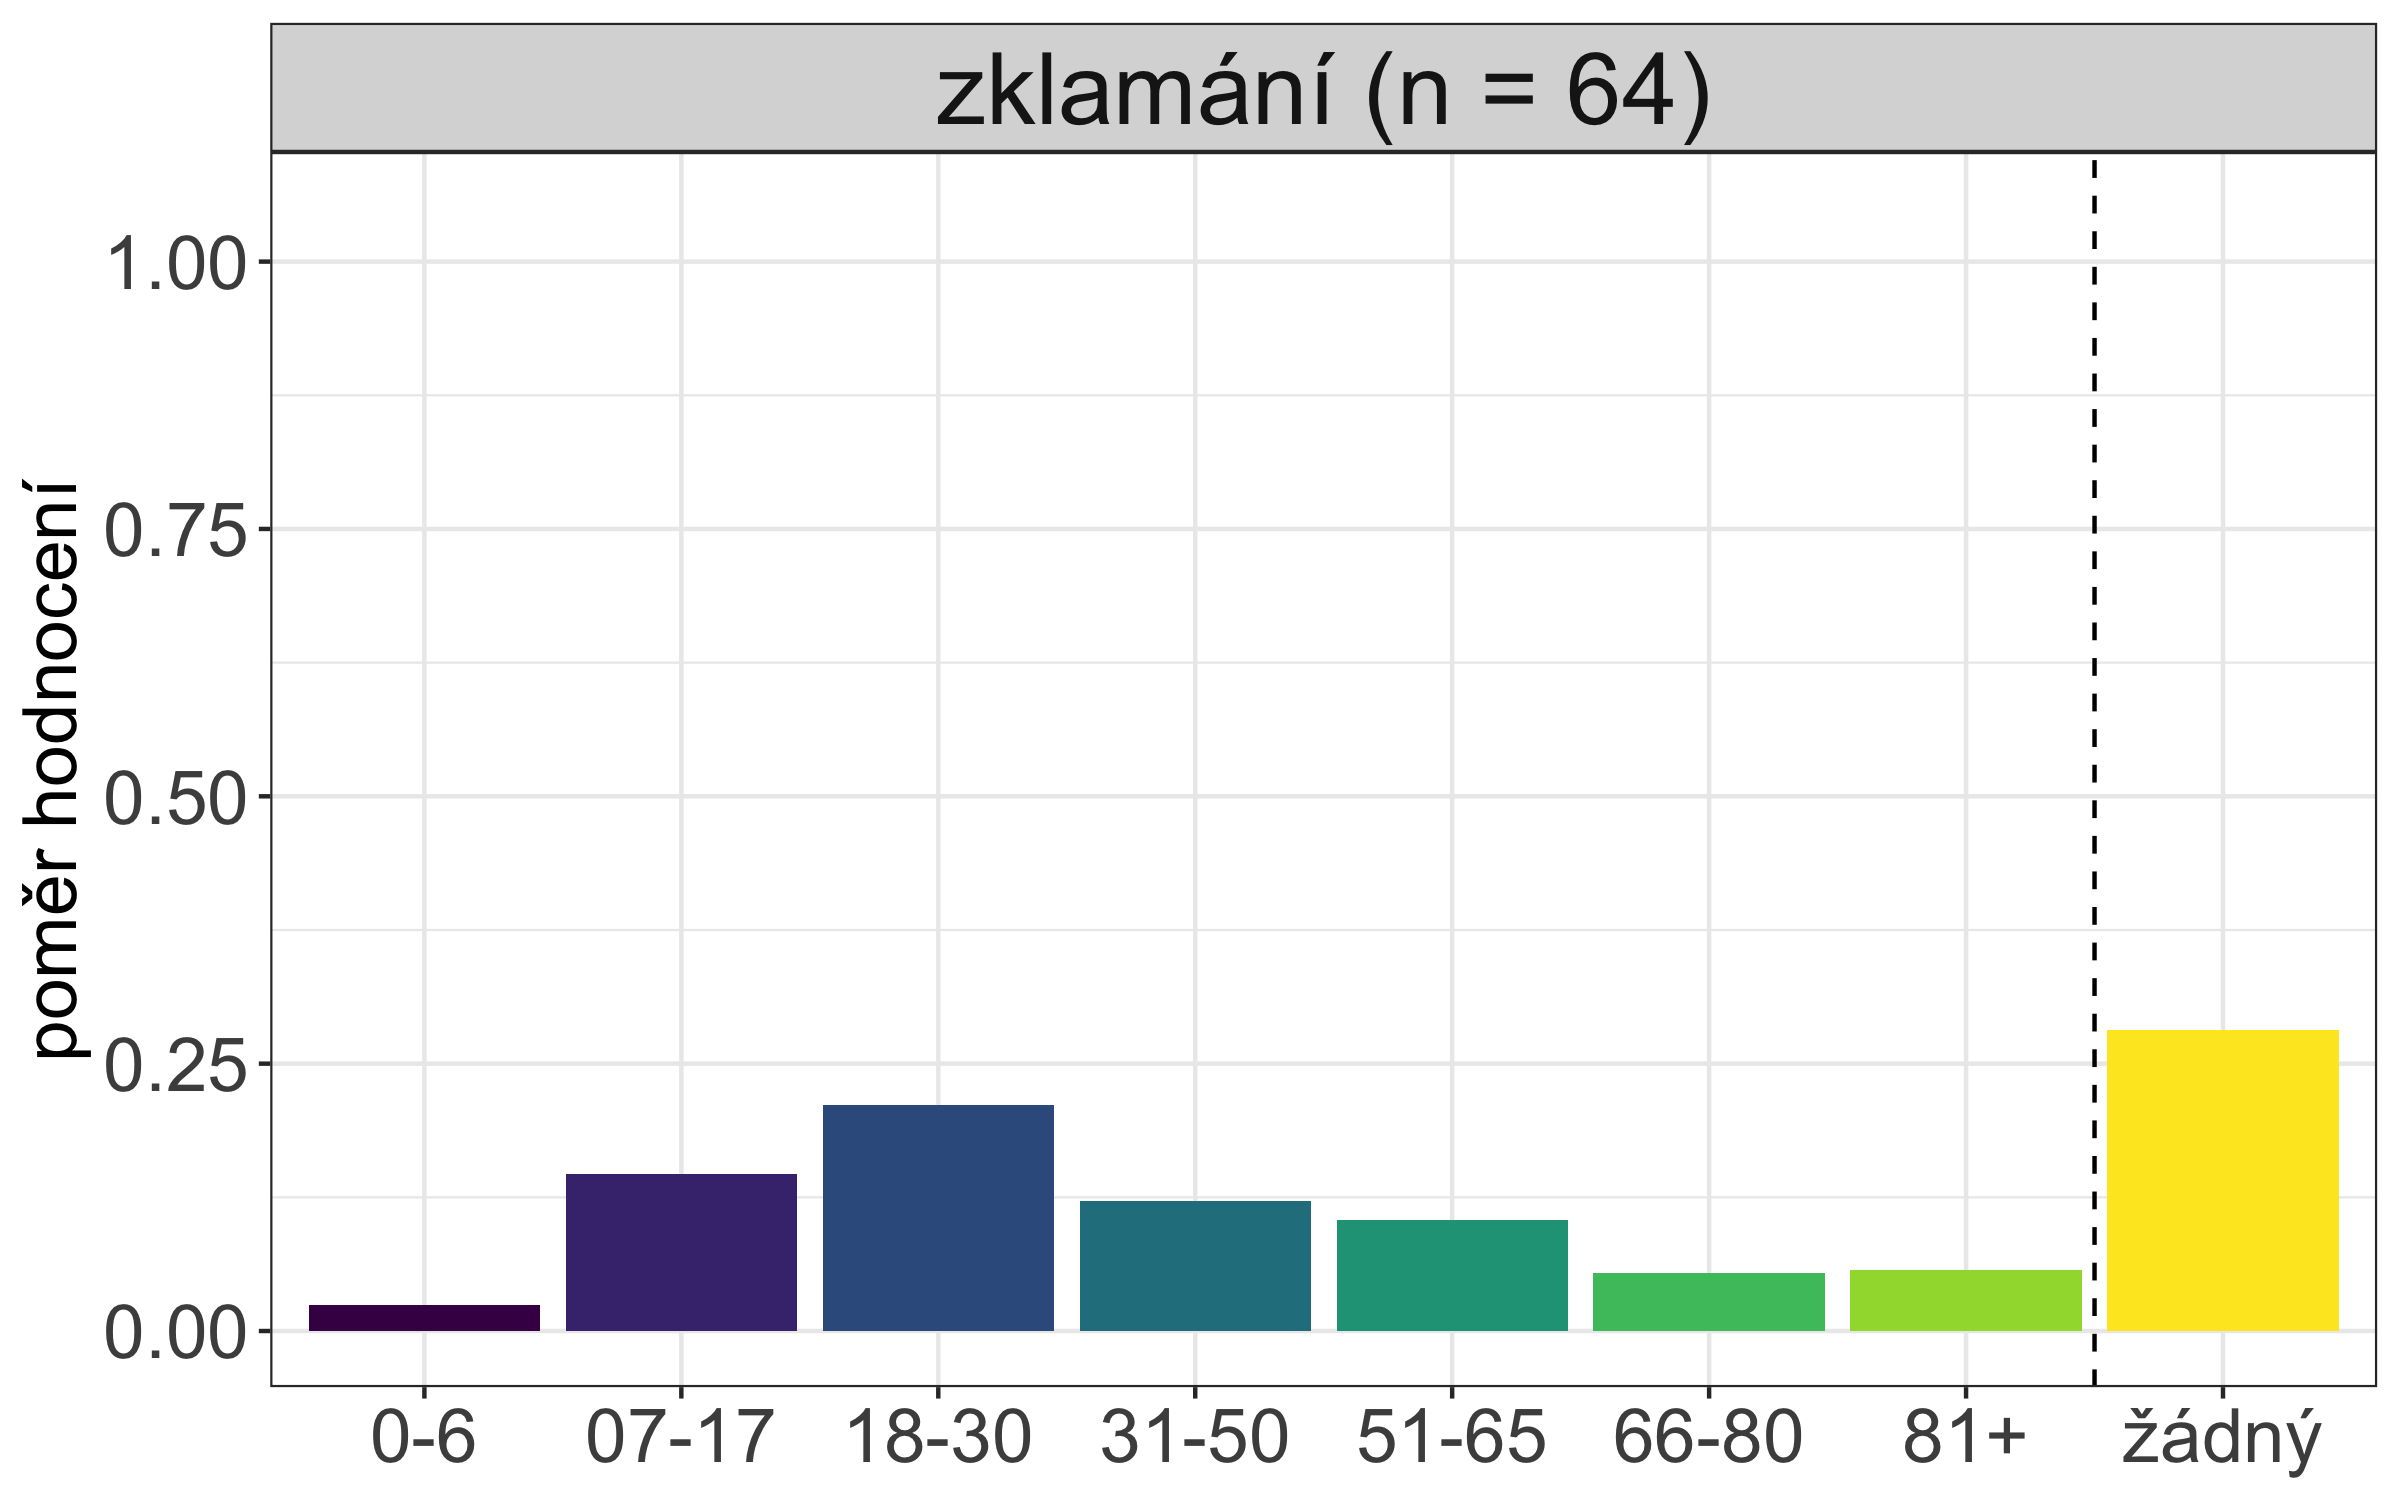 zklamání (n = 64)
poměr hodnocení
1.00
0.75
0.50
0.25
0.00
0-6 07-17 18-30 31-50 51-65 66-80 81+ žádný